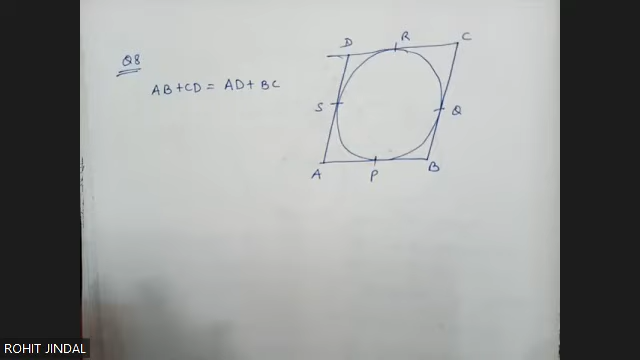 Q8
AB+CD = AD+BC
D
R
C
S
Q
A
P
B
ROHIT JINDAL